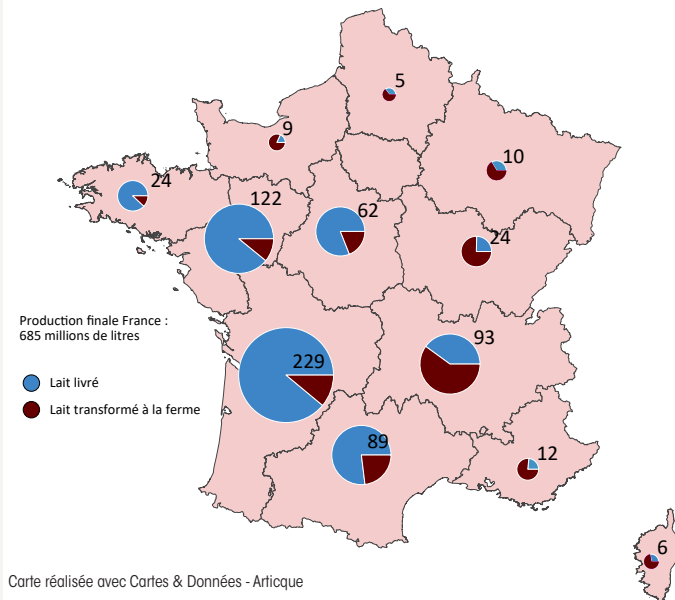 5
9
10
24
122
62
24
Production finale France :
685 millions de litres
93
229
Lait livré
Lait transformé à la ferme
89
12
6
Carte réalisée avec Cartes & Données - Articque